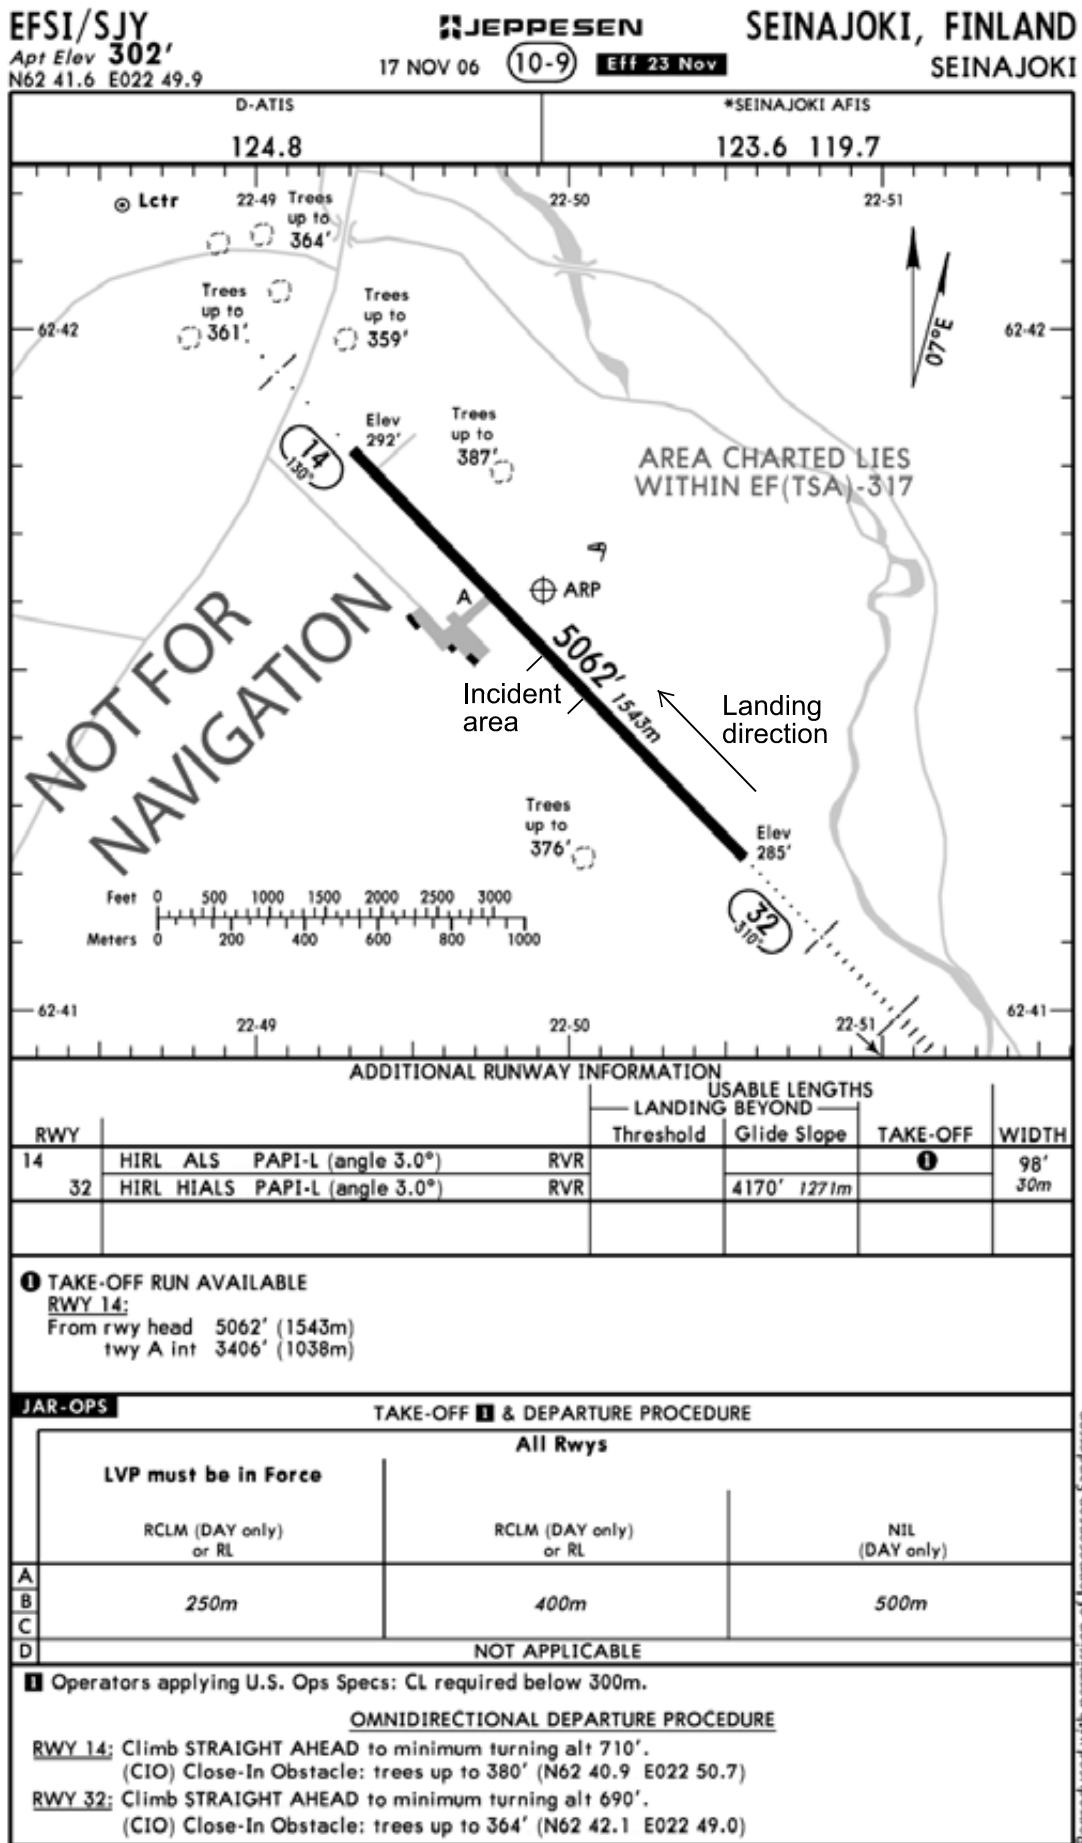 EFSI/SJY
Apt Elev 302'
N62 41.6 E022 49.9
JEPPESEN
17 NOV 06 10-9 Eff 23 Nov
SEINAJOKI, FINLAND
SEINAJOKI
D-ATIS
124.8
*SEINAJOKI AFIS
123.6 119.7
Lctr
22-49
22-50
22-51
Trees
up to
364'
Trees
up to
361'
Trees
up to
359'
62-42
62-42
07°E
Elev
292'
14
130°
Trees
up to
387'
AREA CHARTED LIES
WITHIN EF(TSA)-317
ARP
A
NOT FOR
NAVIGATION
5062' 1543m
Incident
area
Landing
direction
Trees
up to
376'
Elev
285'
32
310°
Feet 0 500 1000 1500 2000 2500 3000
Meters 0 200 400 600 800 1000
62-41
62-41
22-49
22-50
22-51
ADDITIONAL RUNWAY INFORMATION
USABLE LENGTHS
LANDING BEYOND
RWY Threshold Glide Slope TAKE-OFF WIDTH
14 HIRL ALS PAPI-L (angle 3.0°) RVR 1 98'
32 HIRL HIALS PAPI-L (angle 3.0°) RVR 4170' 1271m 30m
1 TAKE-OFF RUN AVAILABLE
RWY 14:
From rwy head 5062' (1543m)
twy A int 3406' (1038m)
JAR-OPS
TAKE-OFF 1 & DEPARTURE PROCEDURE
All Rwys
LVP must be in Force
RCLM (DAY only)
or RL
RCLM (DAY only)
or RL
NIL
(DAY only)
A
B
C
D
250m
400m
500m
NOT APPLICABLE
1 Operators applying U.S. Ops Specs: CL required below 300m.
OMNIDIRECTIONAL DEPARTURE PROCEDURE
RWY 14: Climb STRAIGHT AHEAD to minimum turning alt 710'.
(CIO) Close-In Obstacle: trees up to 380' (N62 40.9 E022 50.7)
RWY 32: Climb STRAIGHT AHEAD to minimum turning alt 690'.
(CIO) Close-In Obstacle: trees up to 364' (N62 42.1 E022 49.0)